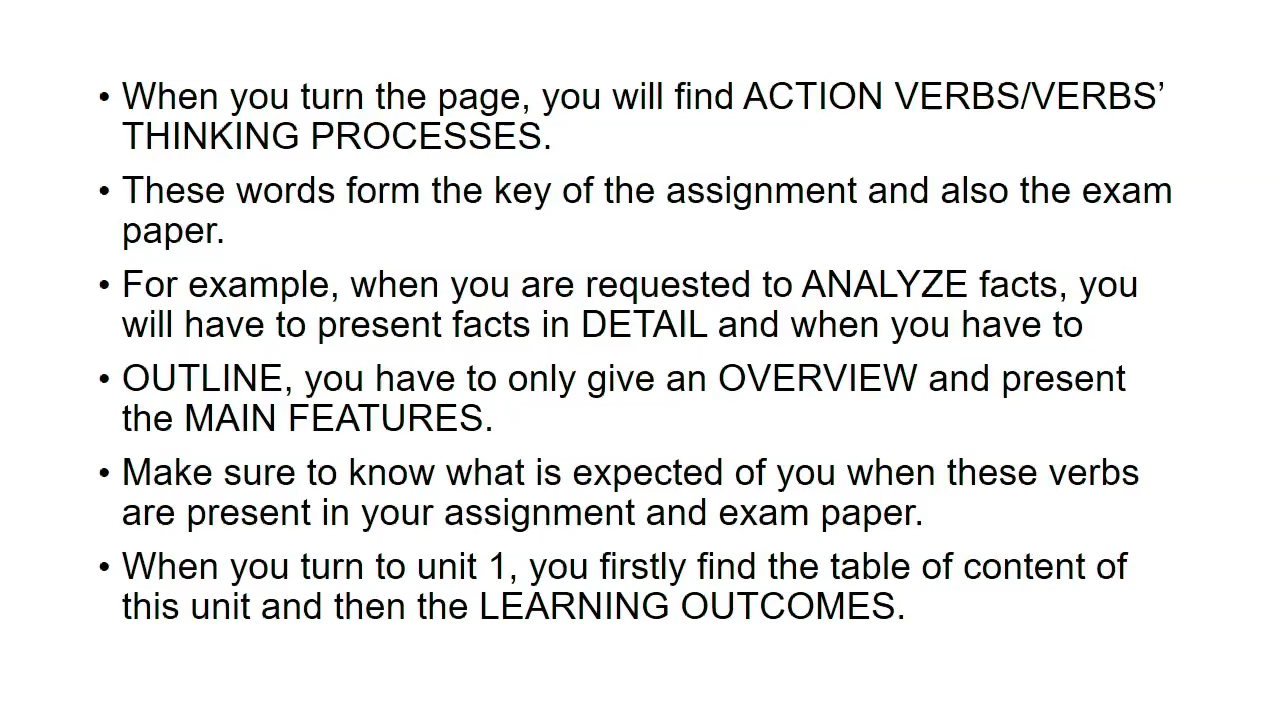 • When you turn the page, you will find ACTION VERBS/VERBS’
THINKING PROCESSES.
• These words form the key of the assignment and also the exam
paper.
• For example, when you are requested to ANALYZE facts, you
will have to present facts in DETAIL and when you have to
• OUTLINE, you have to only give an OVERVIEW and present
the MAIN FEATURES.
• Make sure to know what is expected of you when these verbs
are present in your assignment and exam paper.
• When you turn to unit 1, you firstly find the table of content of
this unit and then the LEARNING OUTCOMES.